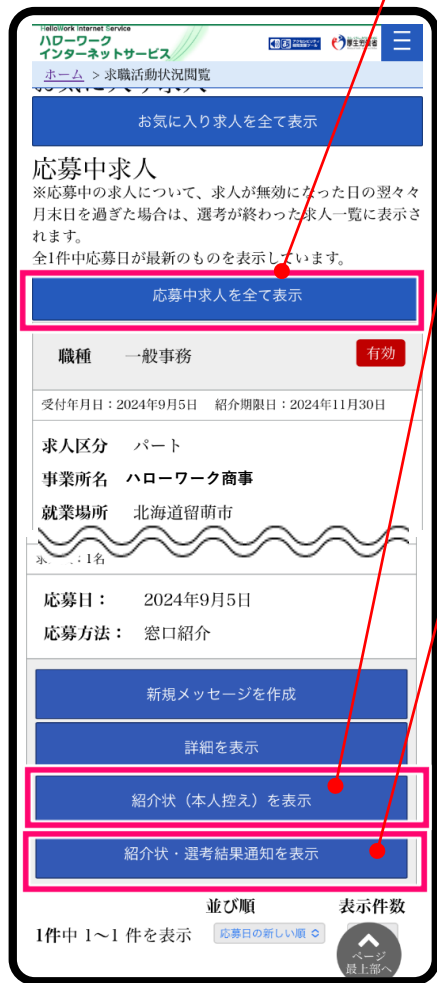 HelloWork Internet Service
ハローワーク
インターネットサービス
ホーム > 求職活動状況閲覧
お気に入り求人を全て表示
応募中求人
※応募中の求人について、求人が無効になった日の翌々々
月末日を過ぎた場合は、選考が終わった求人一覧に表示さ
れます。
全1件中応募日が最新のものを表示しています。
応募中求人を全て表示
職種 一般事務 有効
受付年月日：2024年9月5日 紹介期限日：2024年11月30日
求人区分 パート
事業所名 ハローワーク商事
就業場所 北海道留萌市
：1名
応募日： 2024年9月5日
応募方法： 窓口紹介
新規メッセージを作成
詳細を表示
紹介状（本人控え）を表示
紹介状・選考結果通知を表示
並び順 表示件数
1件中 1～1 件を表示 応募日の新しい順
ページ
最上部へ